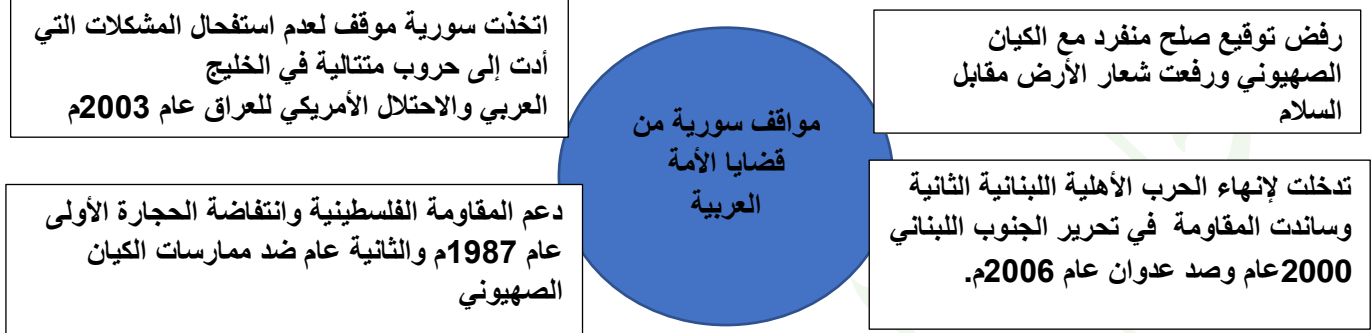 رفض توقيع صلح منفرد مع الكيان
الصهيوني ورفعت شعار الأرض مقابل
السلام
اتخذت سورية موقف لعدم استفحال المشكلات التي
أدت إلى حروب متتالية في الخليج
العربي والاحتلال الأمريكي للعراق عام 2003م
مواقف سورية من
قضايا الأمة
العربية
تدخلت لإنهاء الحرب الأهلية اللبنانية الثانية
وساندت المقاومة في تحرير الجنوب اللبناني
2000عام وصد عدوان عام 2006م.
دعم المقاومة الفلسطينية وانتفاضة الحجارة الأولى
عام 1987م والثانية عام ضد ممارسات الكيان
الصهيوني